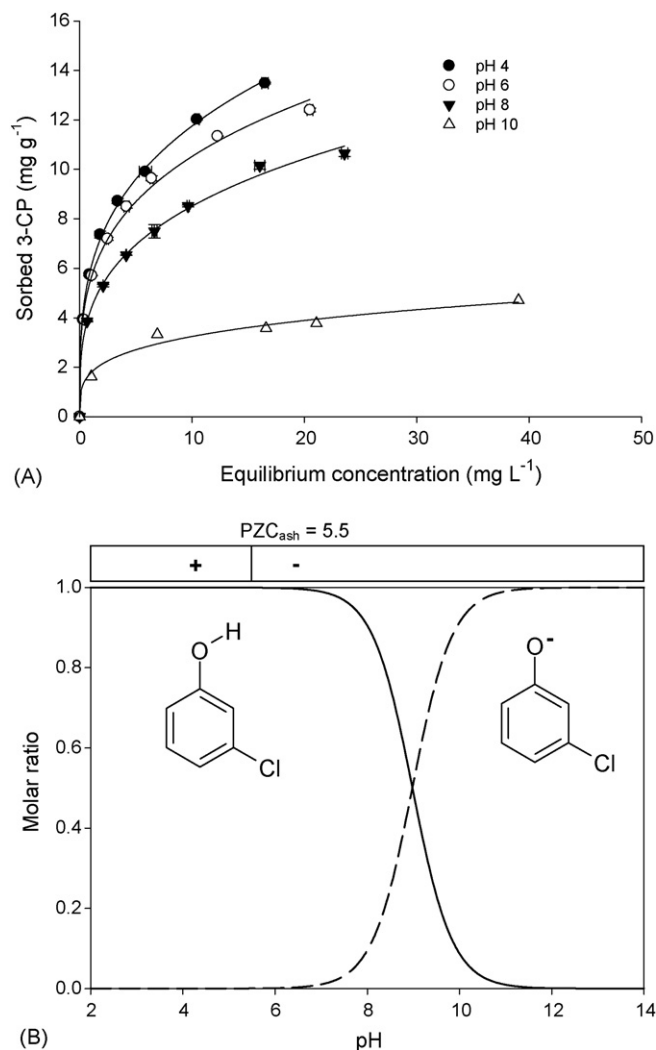 16
14
12
10
8
6
4
2
0
Sorbed 3-CP (mg g⁻¹)
pH 4
pH 6
pH 8
pH 10
0 10 20 30 40 50
(A) Equilibrium concentration (mg L⁻¹)
PZCash = 5.5
+ -
1.0
0.8
0.6
0.4
0.2
0.0
Molar ratio
O H
Cl
O-
Cl
2 4 6 8 10 12 14
(B) pH